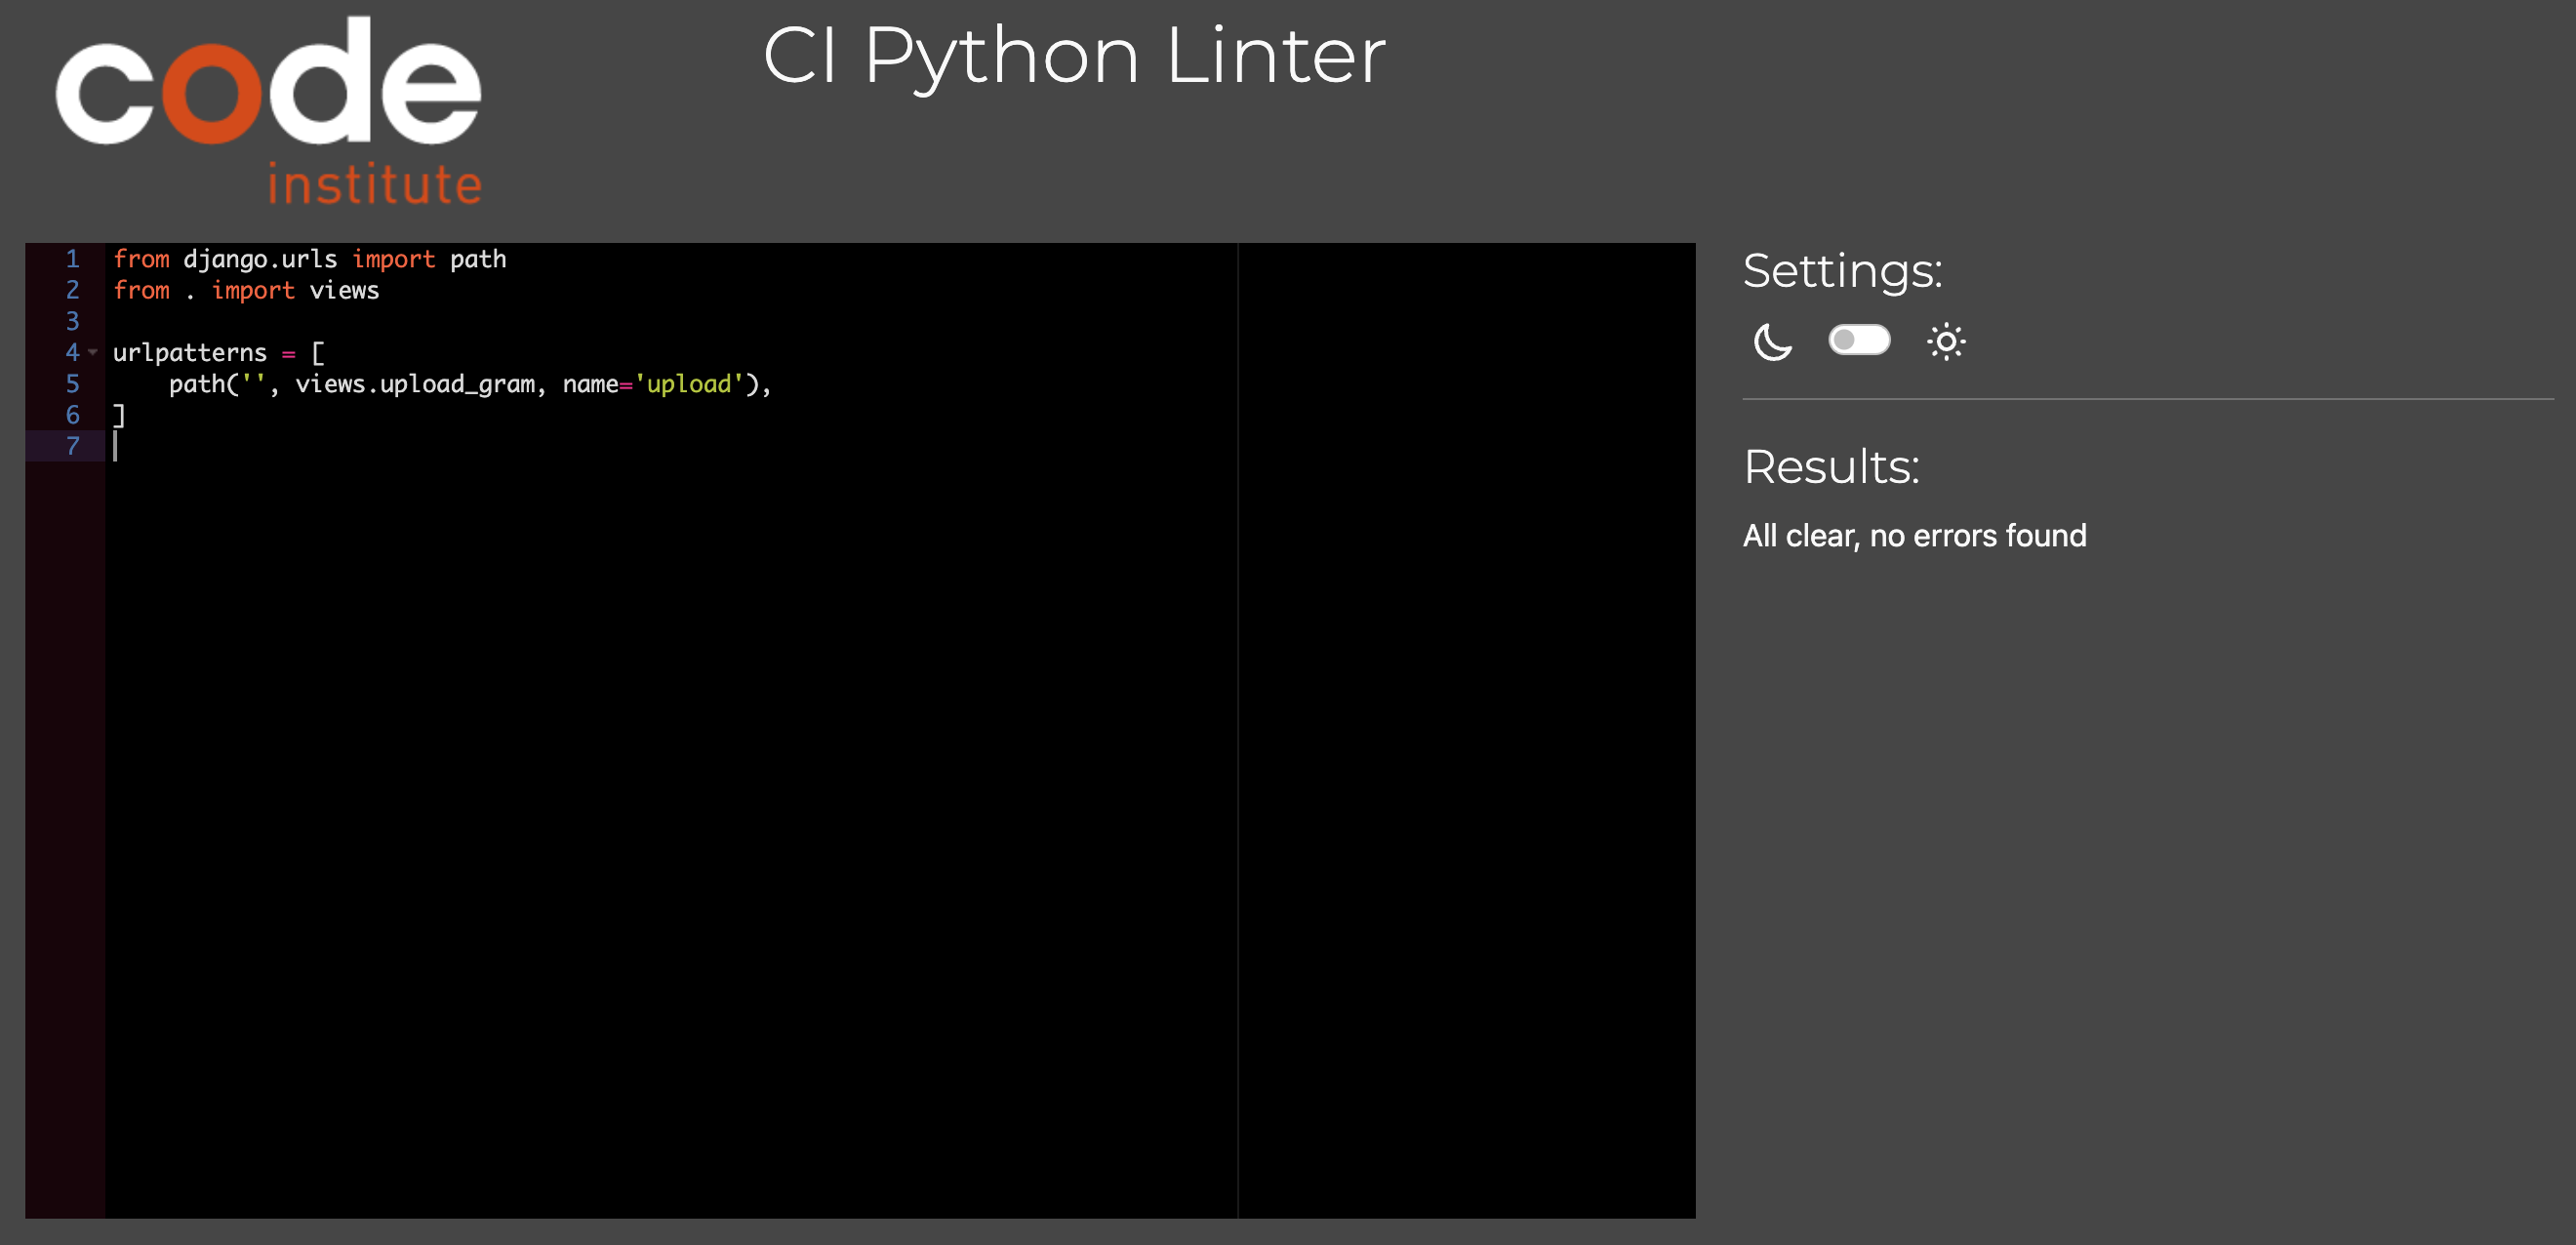 code
institute
CI Python Linter
1 from django.urls import path
2 from . import views
3
4 urlpatterns = [
5     path('', views.upload_gram, name='upload'),
6 ]
7
Settings:
Results:
All clear, no errors found